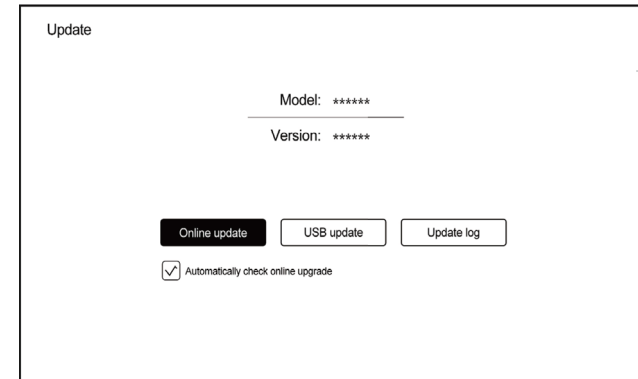 Update
Model: ******
Version: ******
Online update
USB update
Update log
Automatically check online upgrade